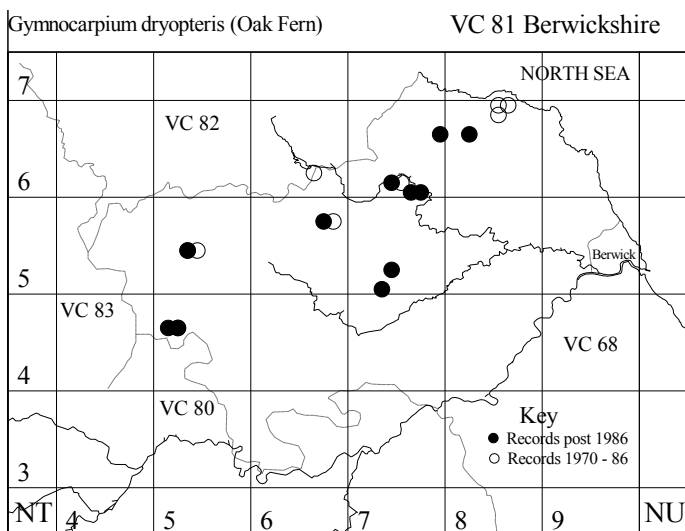 Gymnocarpium dryopteris (Oak Fern) VC 81 Berwickshire
NORTH SEA
7
VC 82
6
Berwick
5
VC 83
VC 68
4
VC 80
Key
Records post 1986
Records 1970 - 86
3
NT 4 5 6 7 8 9 NU